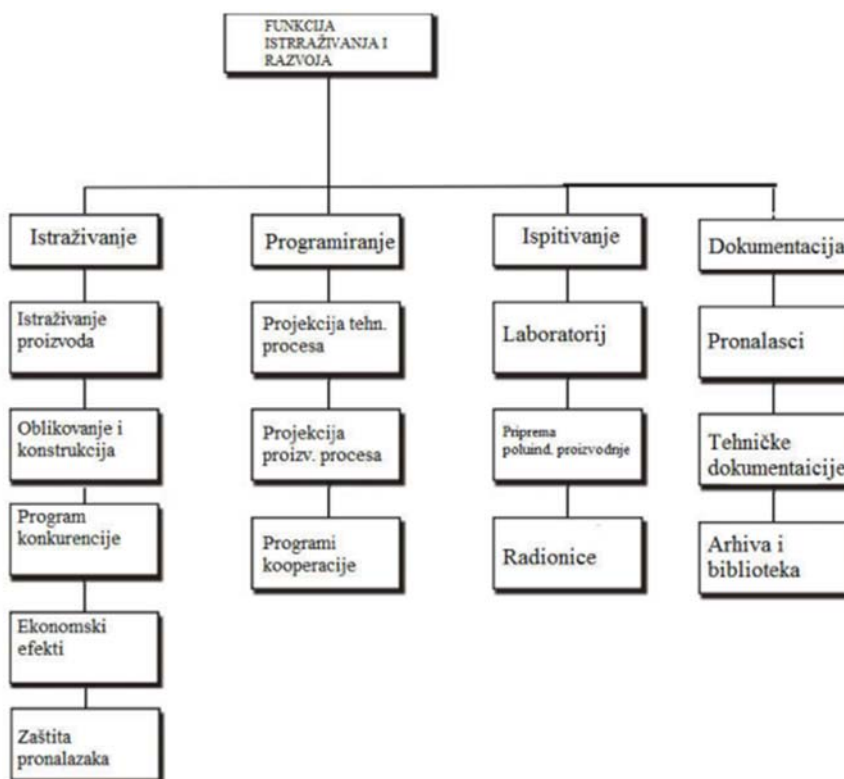 FUNKCIJA
ISTRRAŽIVANJA I
RAZVOJA
Istraživanje
Programiranje
Ispitivanje
Dokumentacija
Istraživanje
proizvoda
Projekcija tehn.
procesa
Laboratorij
Pronalasci
Oblikovanje i
konstrukcija
Projekcija
proizv. procesa
Priprema
poluind. proizvodnje
Tehničke
dokumentaicije
Program
konkurencije
Programi
kooperacije
Radionice
Arhiva i
biblioteka
Ekonomski
efekti
Zaštita
pronalazaka